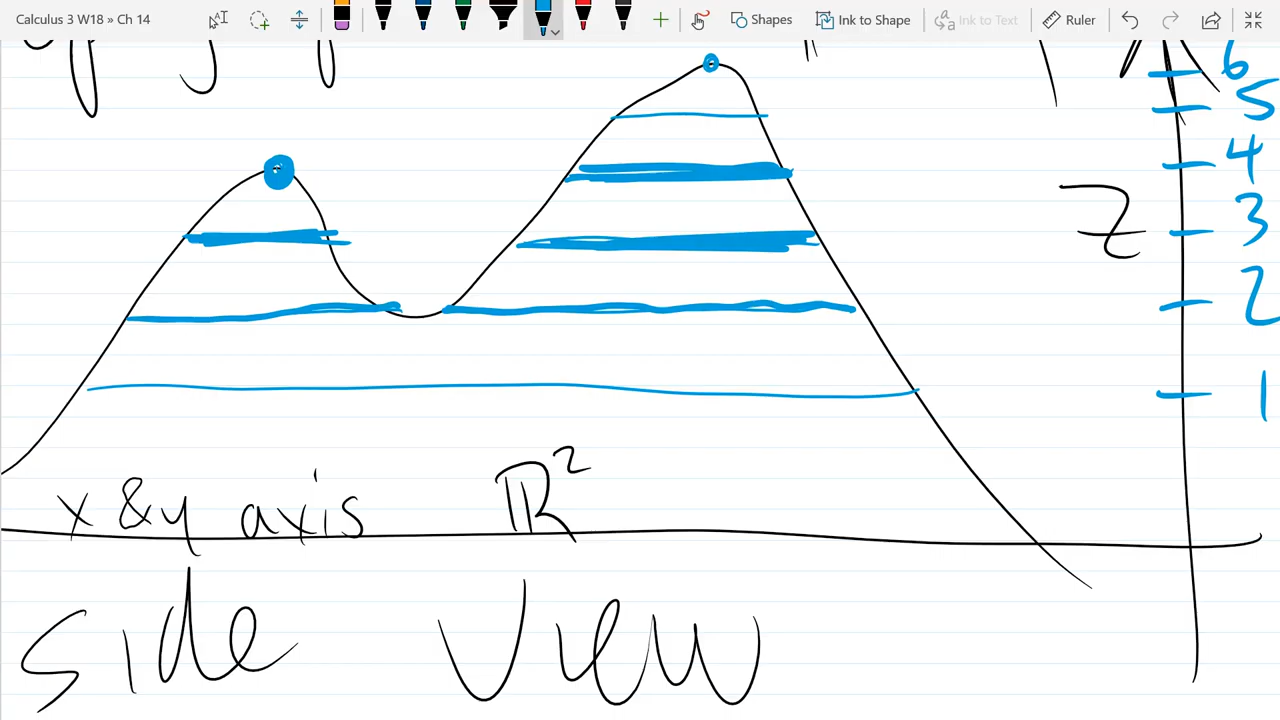 Calculus 3 W18 » Ch 14
Shapes
Ink to Shape
Ink to Text
Ruler
6
5
4
3
2
1
Z
x & y axis ℝ²
side view